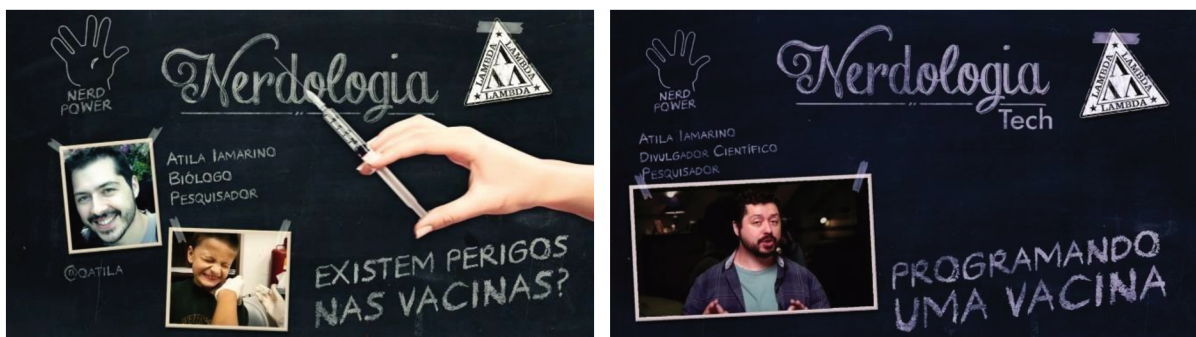 NERD
POWER
Nerdologia
LAMBDA
LAMBDA
LAMBDA
ATILA IAMARINO
BIÓLOGO
PESQUISADOR
@OATILA
EXISTEM PERIGOS
NAS VACINAS?
NERD
POWER
Nerdologia
Tech
LAMBDA
LAMBDA
LAMBDA
ATILA IAMARINO
DIVULGADOR CIENTÍFICO
PESQUISADOR
PROGRAMANDO
UMA VACINA